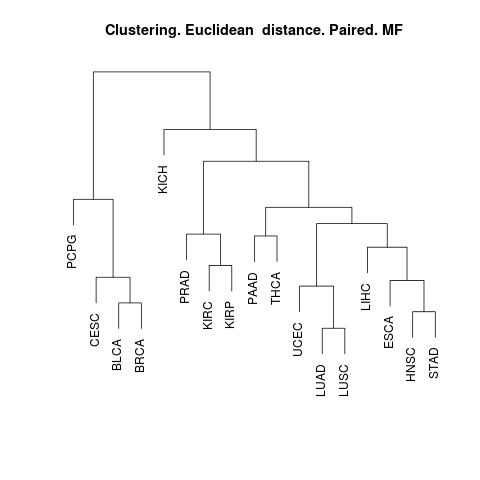 Clustering. Euclidean  distance. Paired. MF
PCPG
CESC
BLCA
BRCA
KICH
PRAD
KIRC
KIRP
PAAD
THCA
UCEC
LUAD
LUSC
LIHC
ESCA
HNSC
STAD